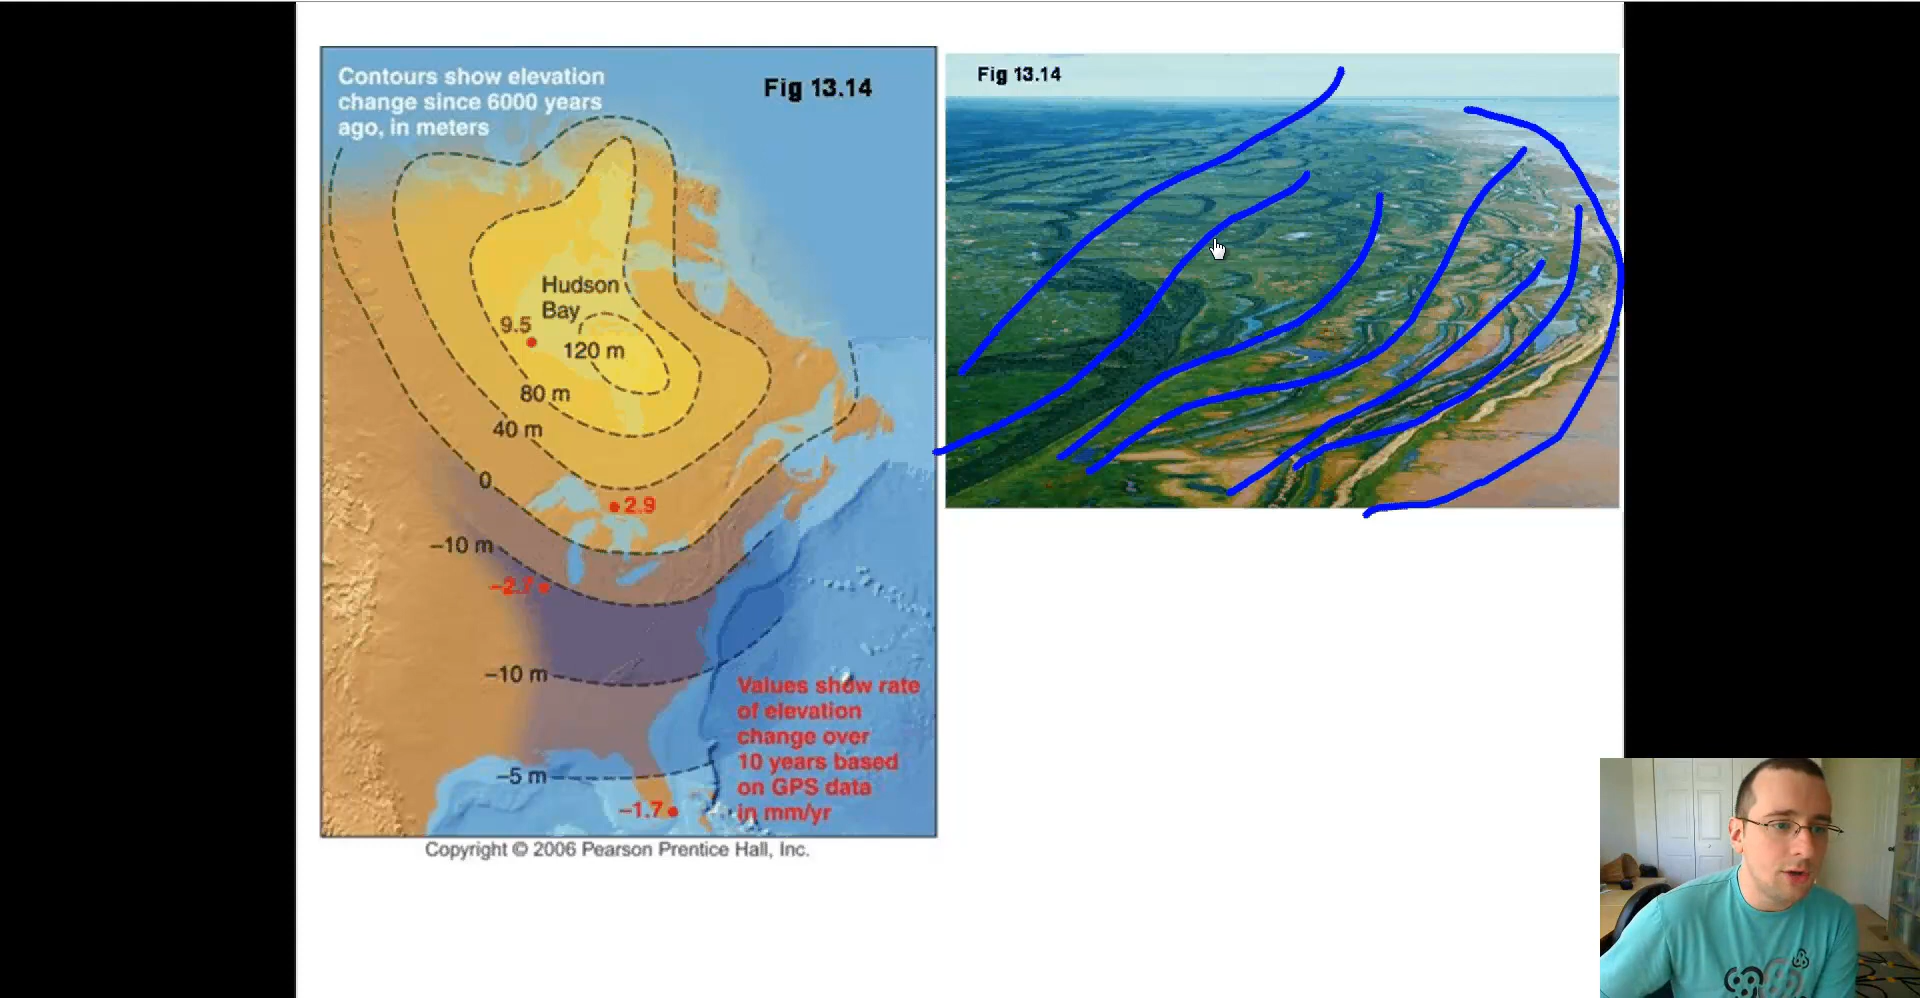 Contours show elevation
change since 6000 years
ago, in meters
Fig 13.14
Hudson
Bay
9.5
120 m
80 m
40 m
0
2.9
–10 m
–2.7
–10 m
Values show rate
of elevation
change over
10 years based
on GPS data
in mm/yr
–5 m
–1.7
Copyright © 2006 Pearson Prentice Hall, Inc.
Fig 13.14